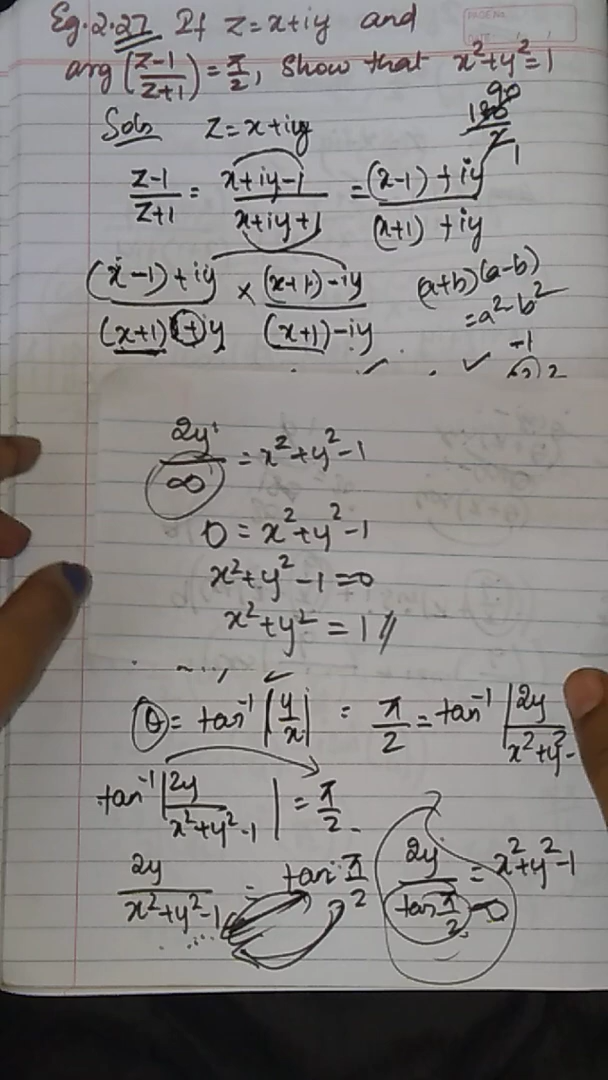 Eg.2.27 If z=x+iy and
arg (z-1/z+1) = π/2, show that x²+y²=1
90
180/2
1
Soln z=x+iy
z-1/z+1 = x+iy-1/x+iy+1 = (x-1)+iy/(x+1)+iy
(x-1)+iy/(x+1)+iy × (x+1)-iy/(x+1)-iy
(a+b)(a-b)
=a²-b²
2y/∞ = x²+y²-1
0 = x²+y²-1
x²+y²-1=0
x²+y²=1//
θ = tan⁻¹|y/x| = π/2 = tan⁻¹|2y/x²+y²-
tan⁻¹|2y/x²+y²-1| = π/2
2y/x²+y²-1 = tan π/2
2y/tan π/2 = x²+y²-1